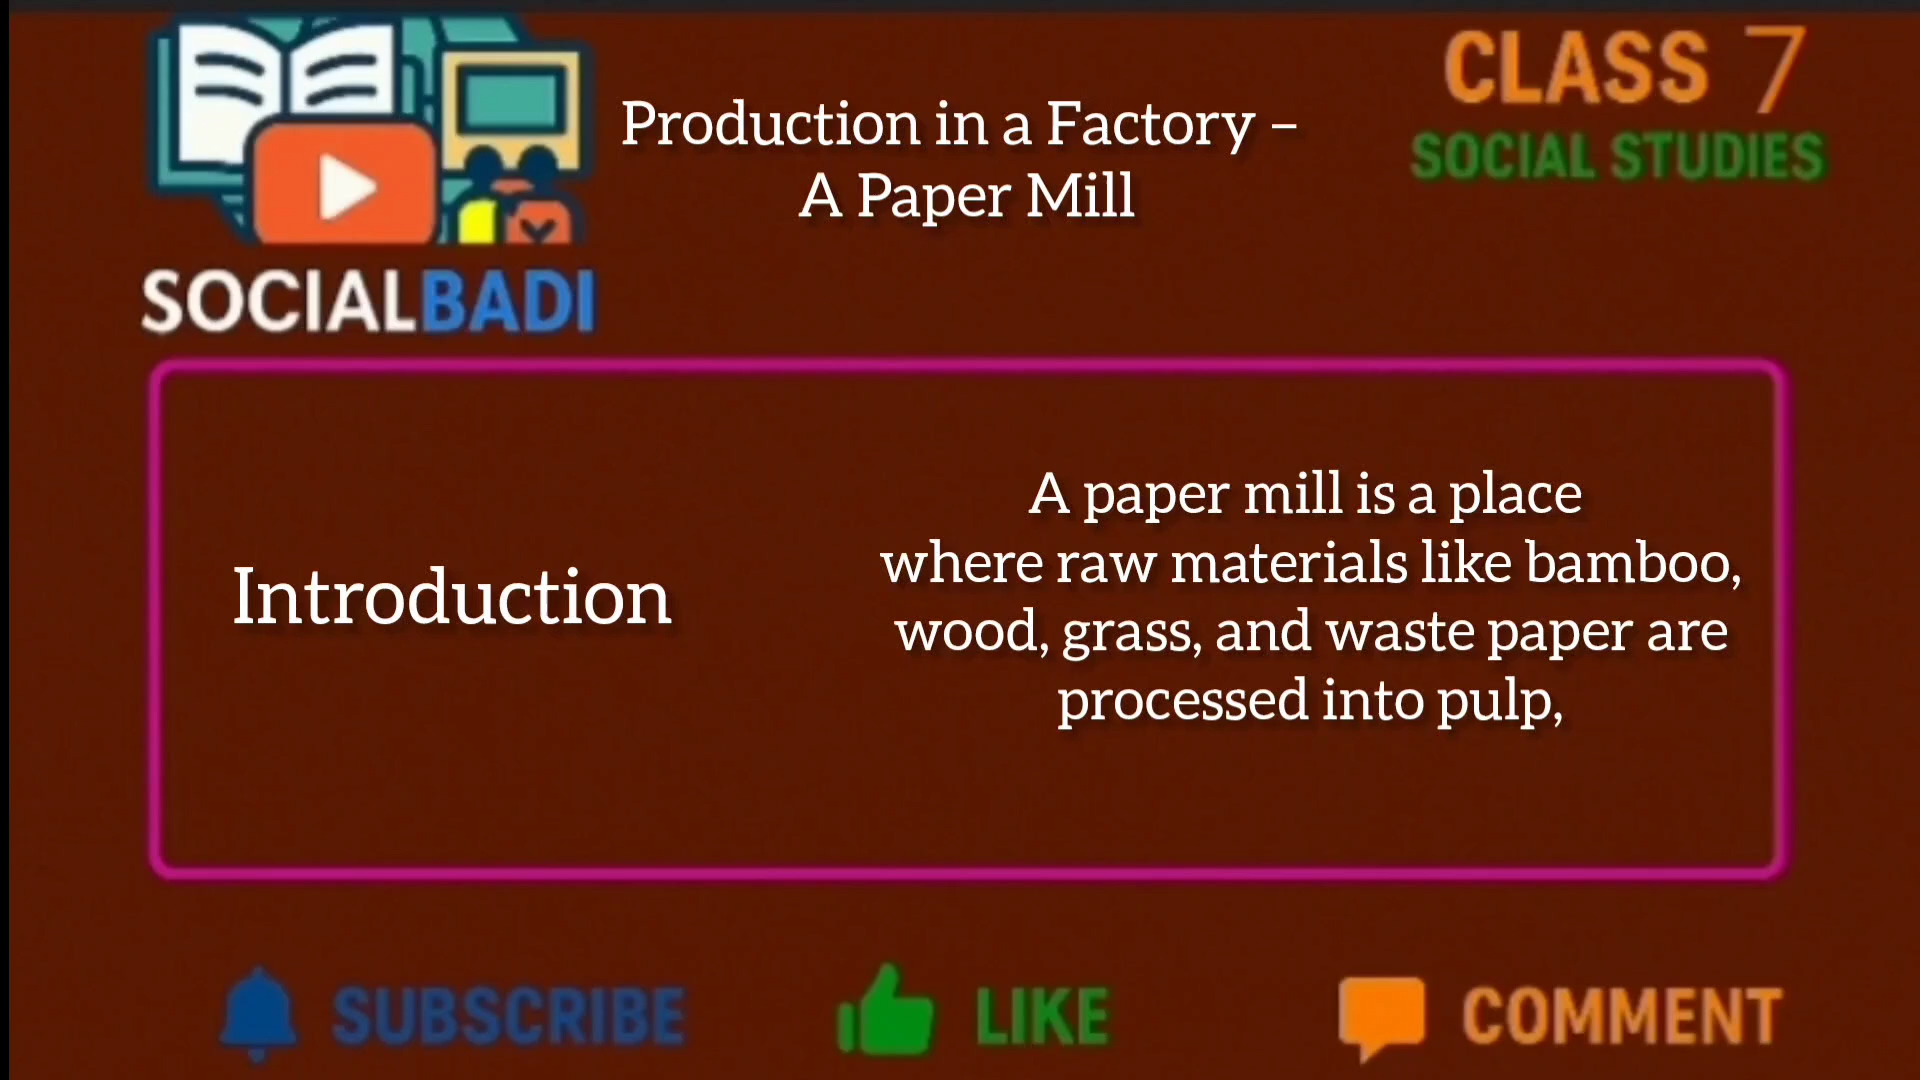 Production in a Factory –
A Paper Mill
CLASS 7
SOCIAL STUDIES
SOCIALBADI
Introduction
A paper mill is a place
where raw materials like bamboo,
wood, grass, and waste paper are
processed into pulp,
SUBSCRIBE
LIKE
COMMENT